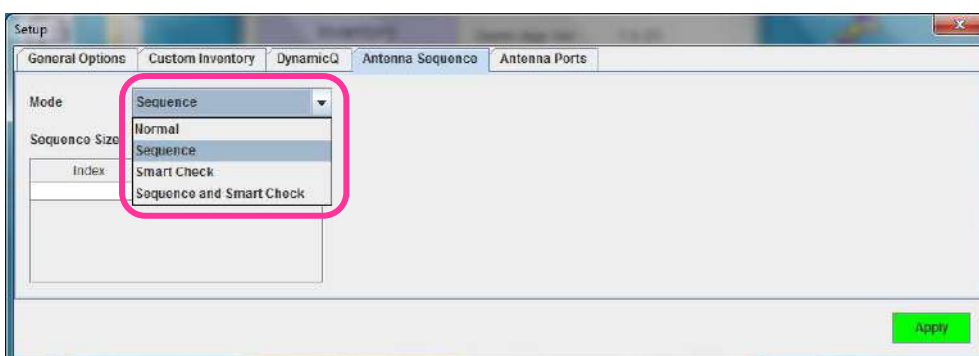 Setup
General Options Custom Inventory DynamicQ Antenna Sequence Antenna Ports
Mode Sequence
Normal
Sequence Size Sequence
Index Smart Check
Sequence and Smart Check
Apply